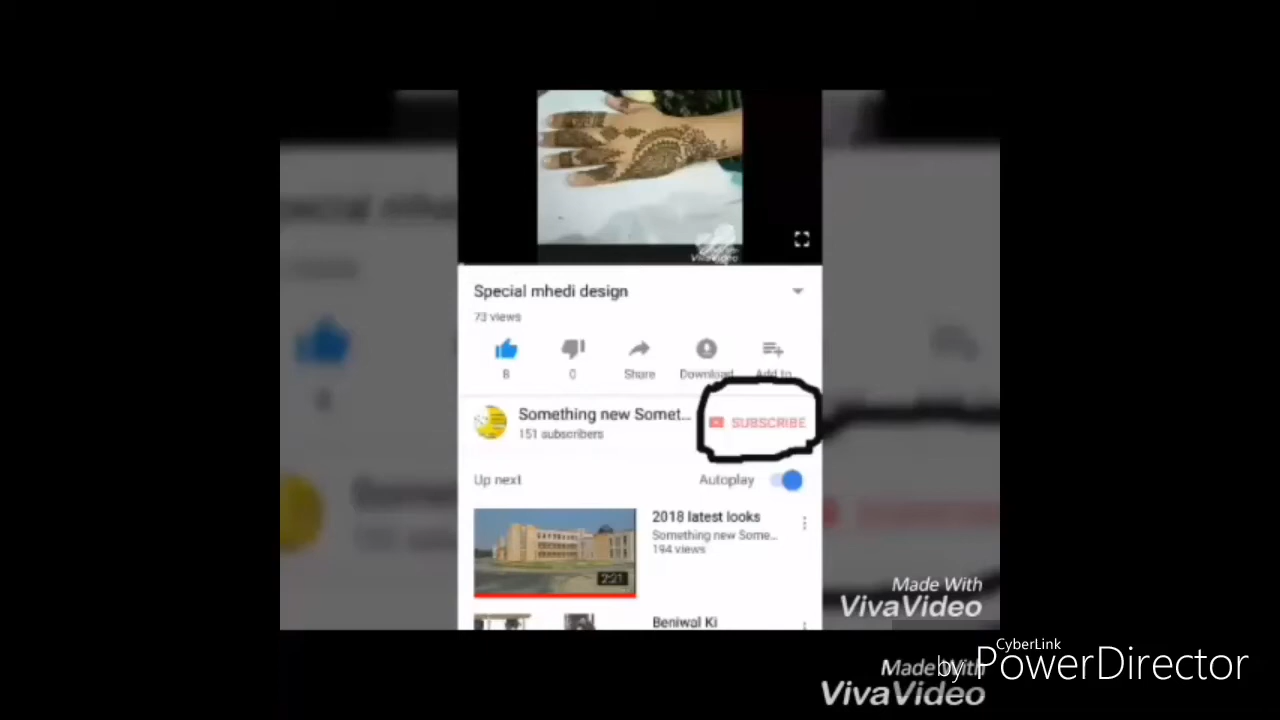 VivaVideo
Special mhedi design
73 views
8
0
Share
Download
Add to
Something new Somet...
SUBSCRIBE
151 subscribers
Up next
Autoplay
2018 latest looks
Something new Some...
194 views
2:21
Beniwal Ki
Made With
VivaVideo
CyberLink
by PowerDirector
Made With
VivaVideo